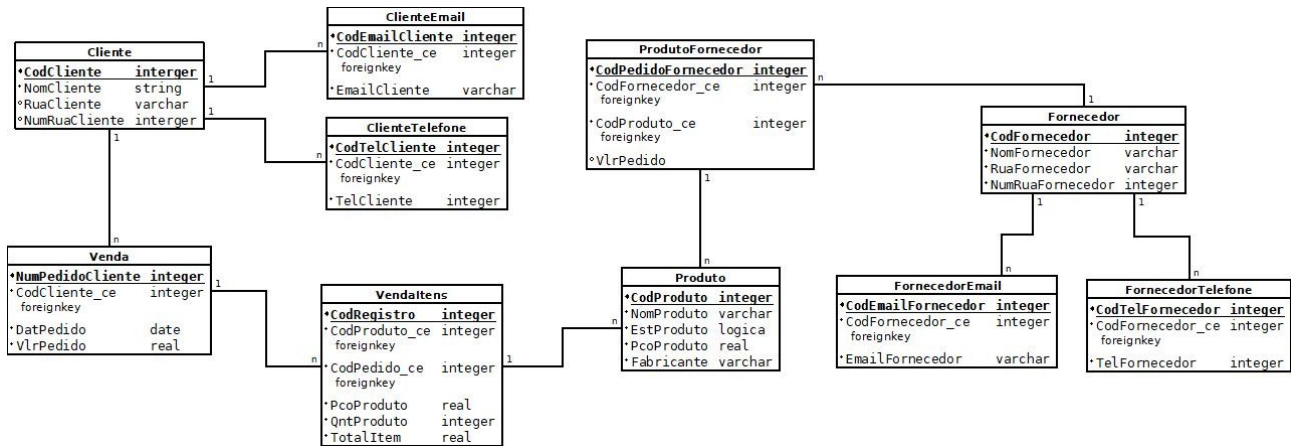 ClienteEmail
CodEmailCliente integer
CodCliente_ce integer
foreignkey
EmailCliente varchar
Cliente
CodCliente interger
NomCliente string
RuaCliente varchar
NumRuaCliente interger
1
n
1
n
1
n
ClienteTelefone
CodTelCliente integer
CodCliente_ce integer
foreignkey
TelCliente integer
ProdutoFornecedor
CodPedidoFornecedor integer
CodFornecedor_ce integer
foreignkey
CodProduto_ce integer
foreignkey
VlrPedido
n
1
1
n
Fornecedor
CodFornecedor integer
NomFornecedor varchar
RuaFornecedor varchar
NumRuaFornecedor integer
1
1
n
n
Venda
NumPedidoCliente integer
CodCliente_ce integer
foreignkey
DatPedido date
VlrPedido real
1
n
VendaItens
CodRegistro integer
CodProduto_ce integer
foreignkey
CodPedido_ce integer
foreignkey
PcoProduto real
QntProduto integer
TotalItem real
1
n
Produto
CodProduto integer
NomProduto varchar
EstProduto logica
PcoProduto real
Fabricante varchar
FornecedorEmail
CodEmailFornecedor integer
CodFornecedor_ce integer
foreignkey
EmailFornecedor varchar
FornecedorTelefone
CodTelFornecedor integer
CodFornecedor_ce integer
foreignkey
TelFornecedor integer